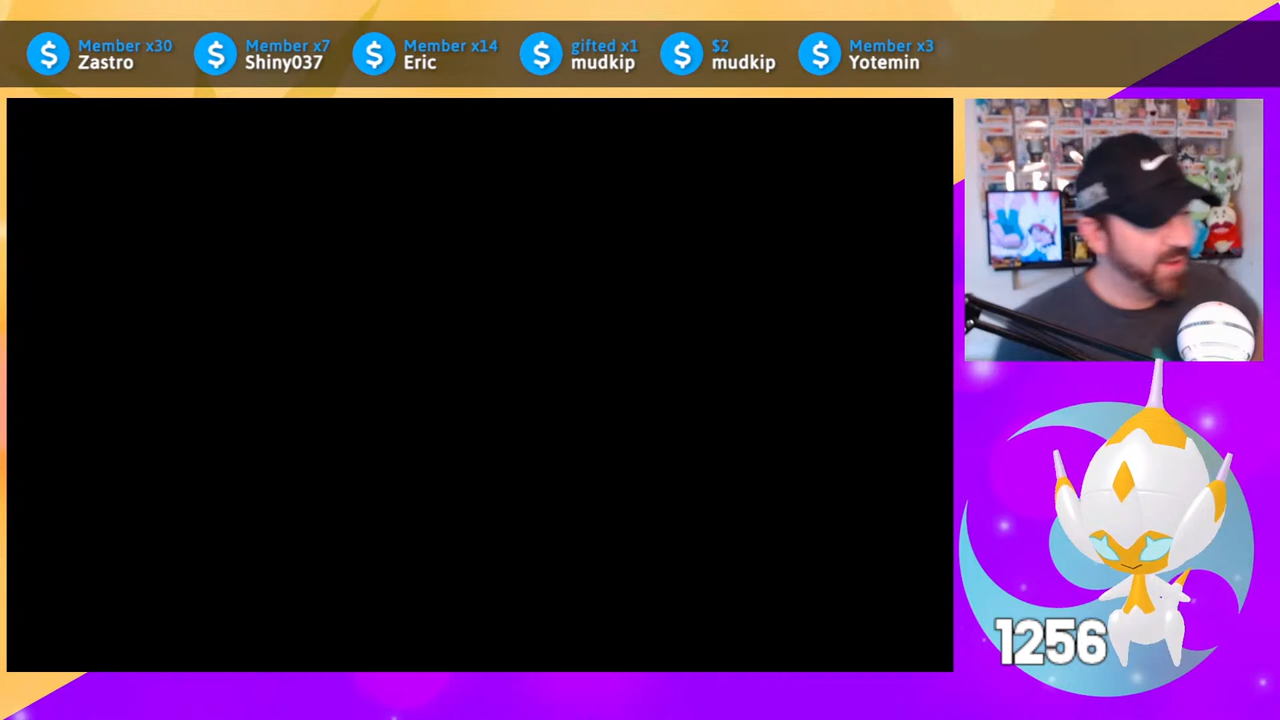 Member x30
Zastro
Member x7
Shiny037
Member x14
Eric
gifted x1
mudkip
$2
mudkip
Member x3
Yotemin
1256